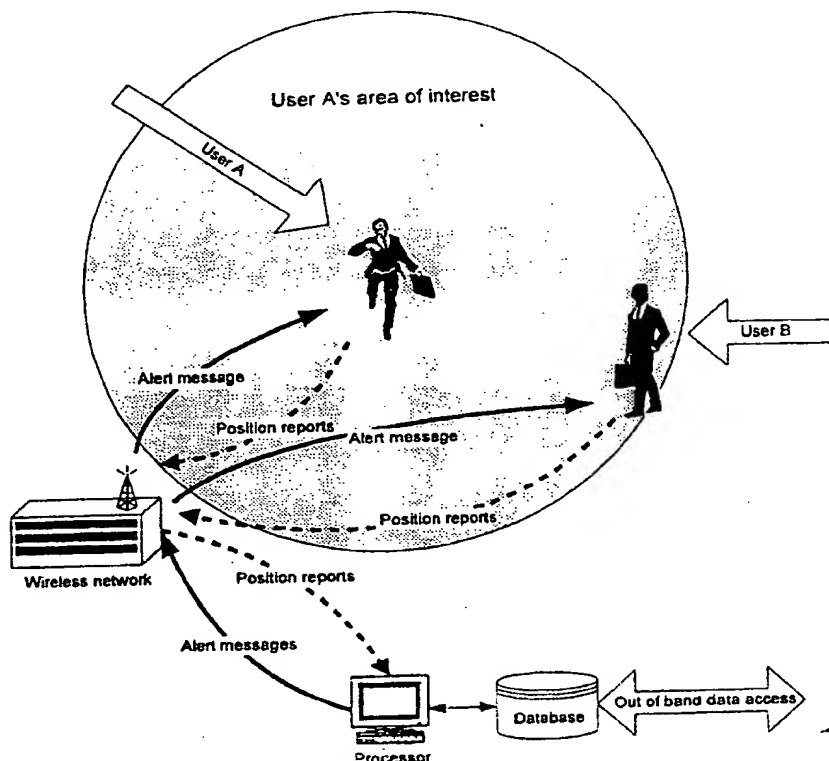 User A's area of interest
User A
User B
Alert message
Position reports
Alert message
Position reports
Wireless network
Position reports
Alert messages
Database
Out of band data access
Processor